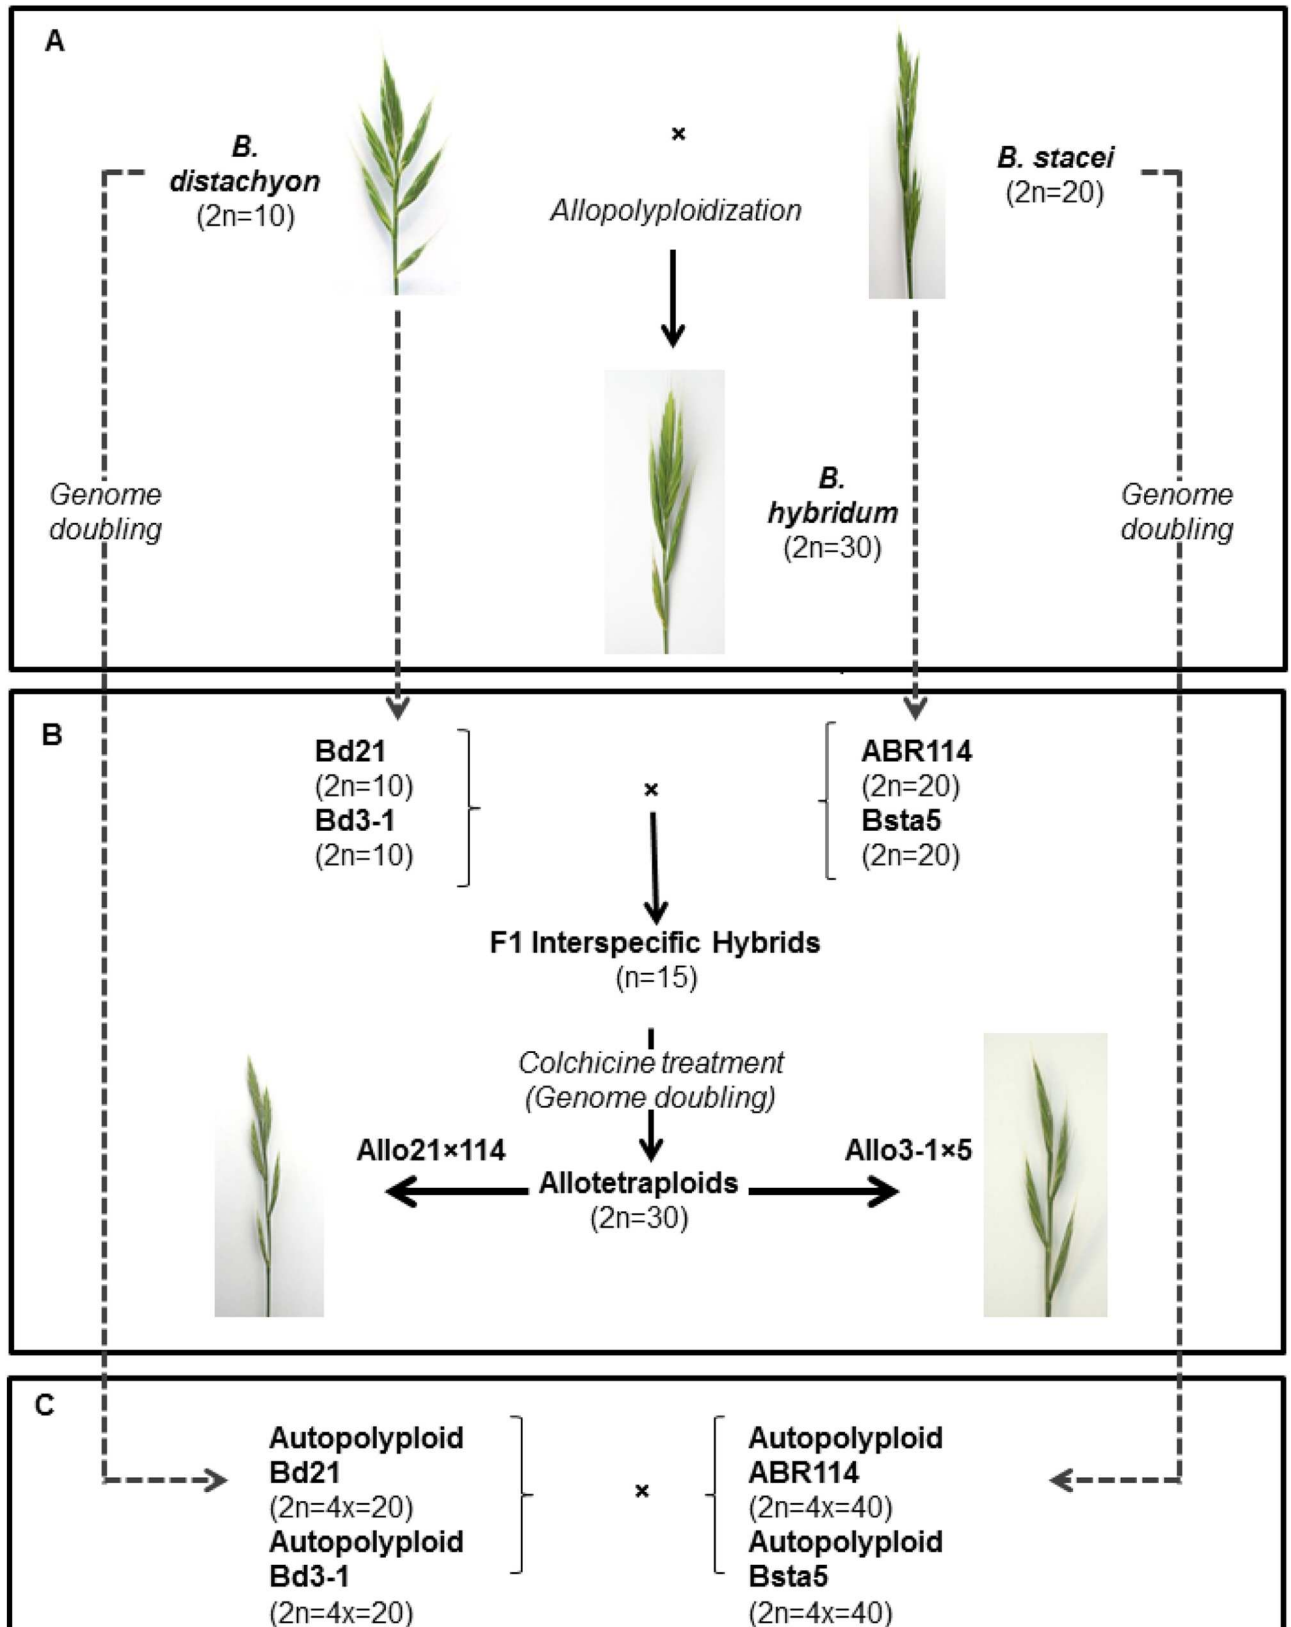 A
B.
distachyon
(2n=10)
×
Allopolyploidization
B. stacei
(2n=20)
B.
hybridum
(2n=30)
Genome
doubling
Genome
doubling
B
Bd21
(2n=10)
Bd3-1
(2n=10)
×
ABR114
(2n=20)
Bsta5
(2n=20)
F1 Interspecific Hybrids
(n=15)
Colchicine treatment
(Genome doubling)
Allo21×114
Allo3-1×5
Allotetraploids
(2n=30)
C
Autopolyploid
Bd21
(2n=4x=20)
Autopolyploid
Bd3-1
(2n=4x=20)
×
Autopolyploid
ABR114
(2n=4x=40)
Autopolyploid
Bsta5
(2n=4x=40)